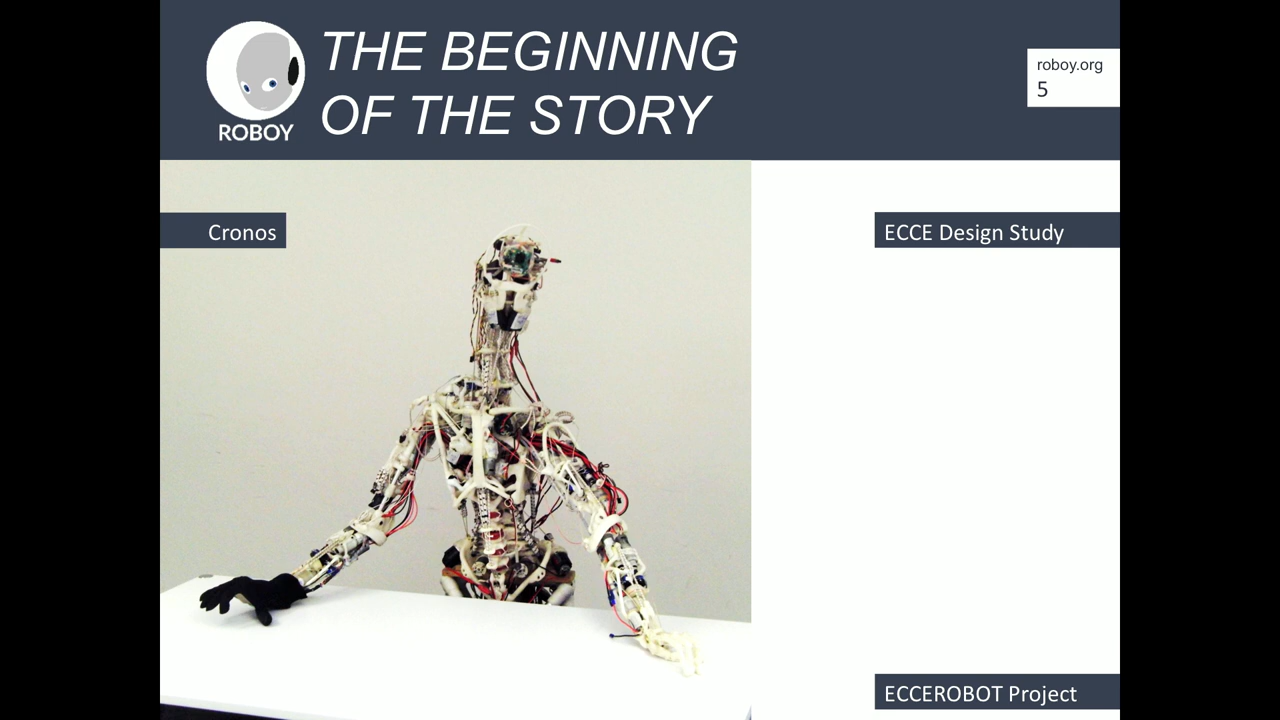 THE BEGINNING
OF THE STORY
ROBOY
roboy.org
5
Cronos
ECCE Design Study
ECCEROBOT Project